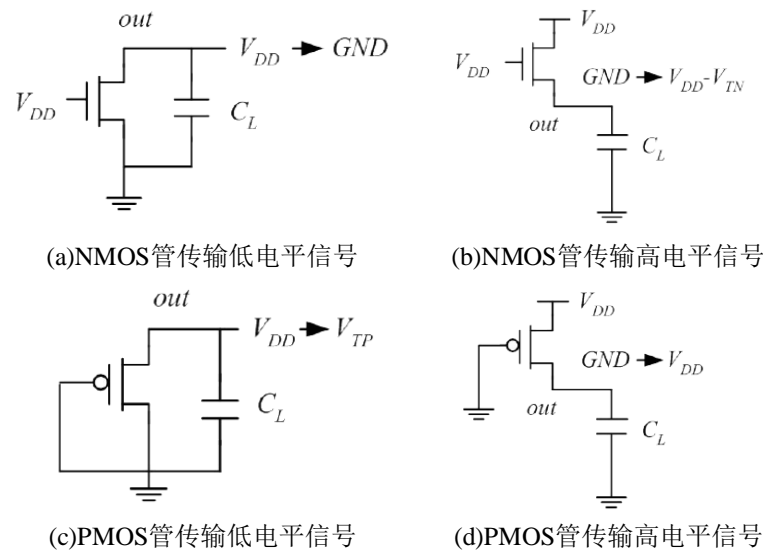 out
V_DD → GND
V_DD
C_L
(a)NMOS管传输低电平信号
V_DD
V_DD
GND → V_DD-V_TN
out
C_L
(b)NMOS管传输高电平信号
out
V_DD → V_TP
C_L
(c)PMOS管传输低电平信号
V_DD
GND → V_DD
out
C_L
(d)PMOS管传输高电平信号